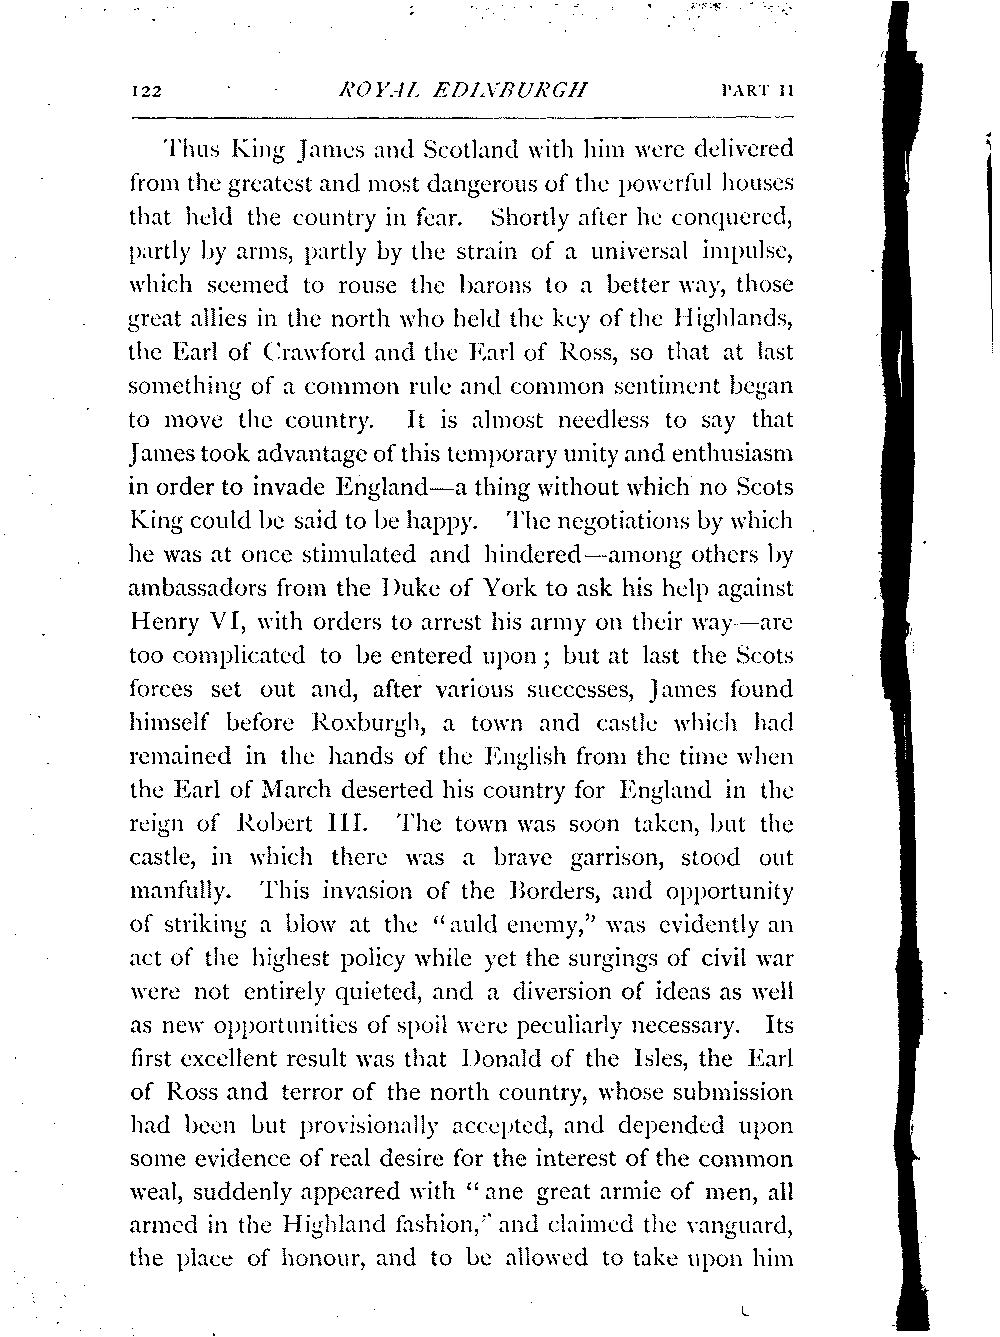 122 ROYAL EDINBURGH PART II
Thus King James and Scotland with him were delivered
from the greatest and most dangerous of the powerful houses
that held the country in fear. Shortly after he conquered,
partly by arms, partly by the strain of a universal impulse,
which seemed to rouse the barons to a better way, those
great allies in the north who held the key of the Highlands,
the Earl of Crawford and the Earl of Ross, so that at last
something of a common rule and common sentiment began
to move the country. It is almost needless to say that
James took advantage of this temporary unity and enthusiasm
in order to invade England—a thing without which no Scots
King could be said to be happy. The negotiations by which
he was at once stimulated and hindered—among others by
ambassadors from the Duke of York to ask his help against
Henry VI, with orders to arrest his army on their way—are
too complicated to be entered upon; but at last the Scots
forces set out and, after various successes, James found
himself before Roxburgh, a town and castle which had
remained in the hands of the English from the time when
the Earl of March deserted his country for England in the
reign of Robert III. The town was soon taken, but the
castle, in which there was a brave garrison, stood out
manfully. This invasion of the Borders, and opportunity
of striking a blow at the "auld enemy," was evidently an
act of the highest policy while yet the surgings of civil war
were not entirely quieted, and a diversion of ideas as well
as new opportunities of spoil were peculiarly necessary. Its
first excellent result was that Donald of the Isles, the Earl
of Ross and terror of the north country, whose submission
had been but provisionally accepted, and depended upon
some evidence of real desire for the interest of the common
weal, suddenly appeared with "ane great armie of men, all
armed in the Highland fashion," and claimed the vanguard,
the place of honour, and to be allowed to take upon him